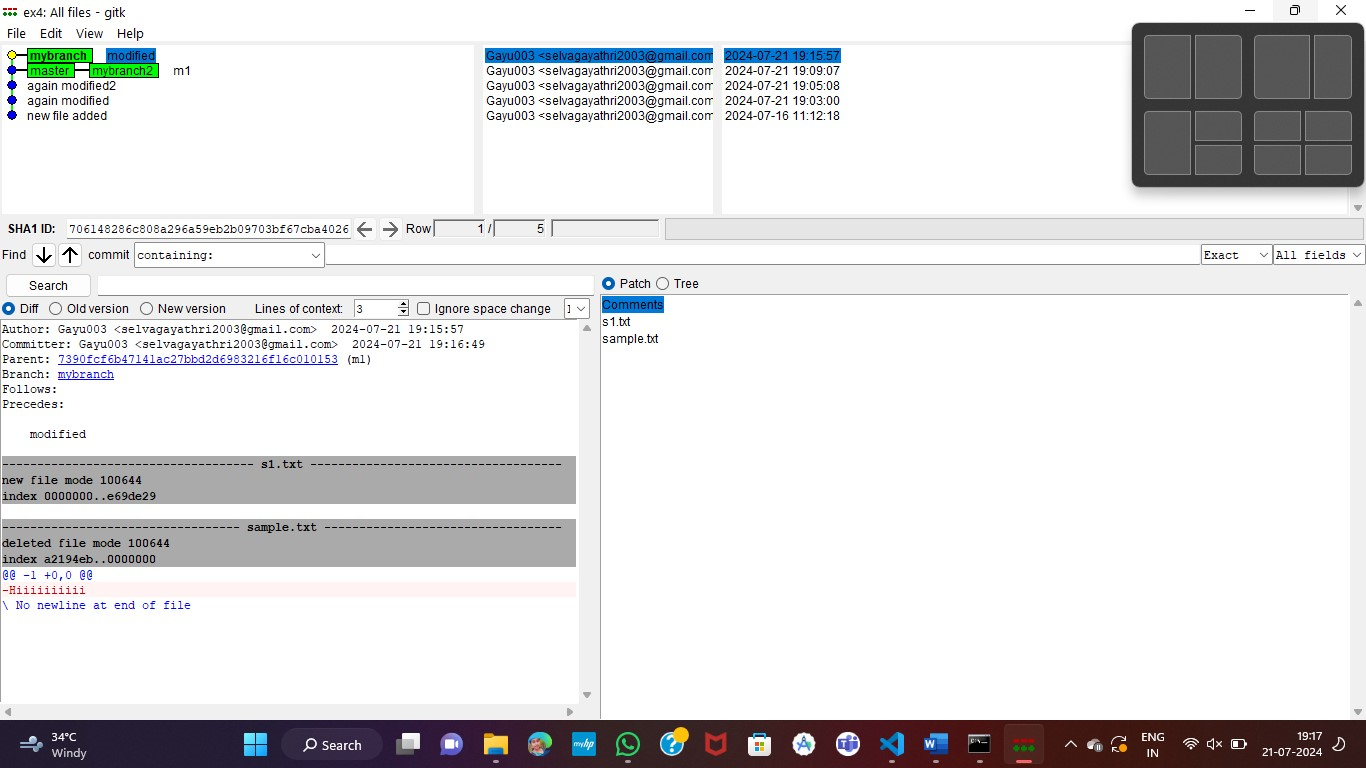 ex4: All files - gitk
File Edit View Help
mybranch modified Gayu003 <selvagayathri2003@gmail.com 2024-07-21 19:15:57
master mybranch2 m1 Gayu003 <selvagayathri2003@gmail.com 2024-07-21 19:09:07
again modified2 Gayu003 <selvagayathri2003@gmail.com 2024-07-21 19:05:08
again modified Gayu003 <selvagayathri2003@gmail.com 2024-07-21 19:03:00
new file added Gayu003 <selvagayathri2003@gmail.com 2024-07-16 11:12:18
SHA1 ID: 706148286c808a296a59eb2b09703bf67cba4026 Row 1 / 5
Find commit containing: Exact All fields
Search
Patch Tree
Diff Old version New version Lines of context: 3 Ignore space change
Comments
s1.txt
sample.txt
Author: Gayu003 <selvagayathri2003@gmail.com> 2024-07-21 19:15:57
Committer: Gayu003 <selvagayathri2003@gmail.com> 2024-07-21 19:16:49
Parent: 7390fcf6b47141ac27bbd2d6983216f16c010153 (m1)
Branch: mybranch
Follows:
Precedes:
modified
------------------------------------ s1.txt ------------------------------------
new file mode 100644
index 0000000..e69de29
---------------------------------- sample.txt ----------------------------------
deleted file mode 100644
index a2194eb..0000000
@@ -1 +0,0 @@
-Hiiiiiiiiii
\ No newline at end of file
34°C
Windy
Search
myhp
ENG
IN
19:17
21-07-2024